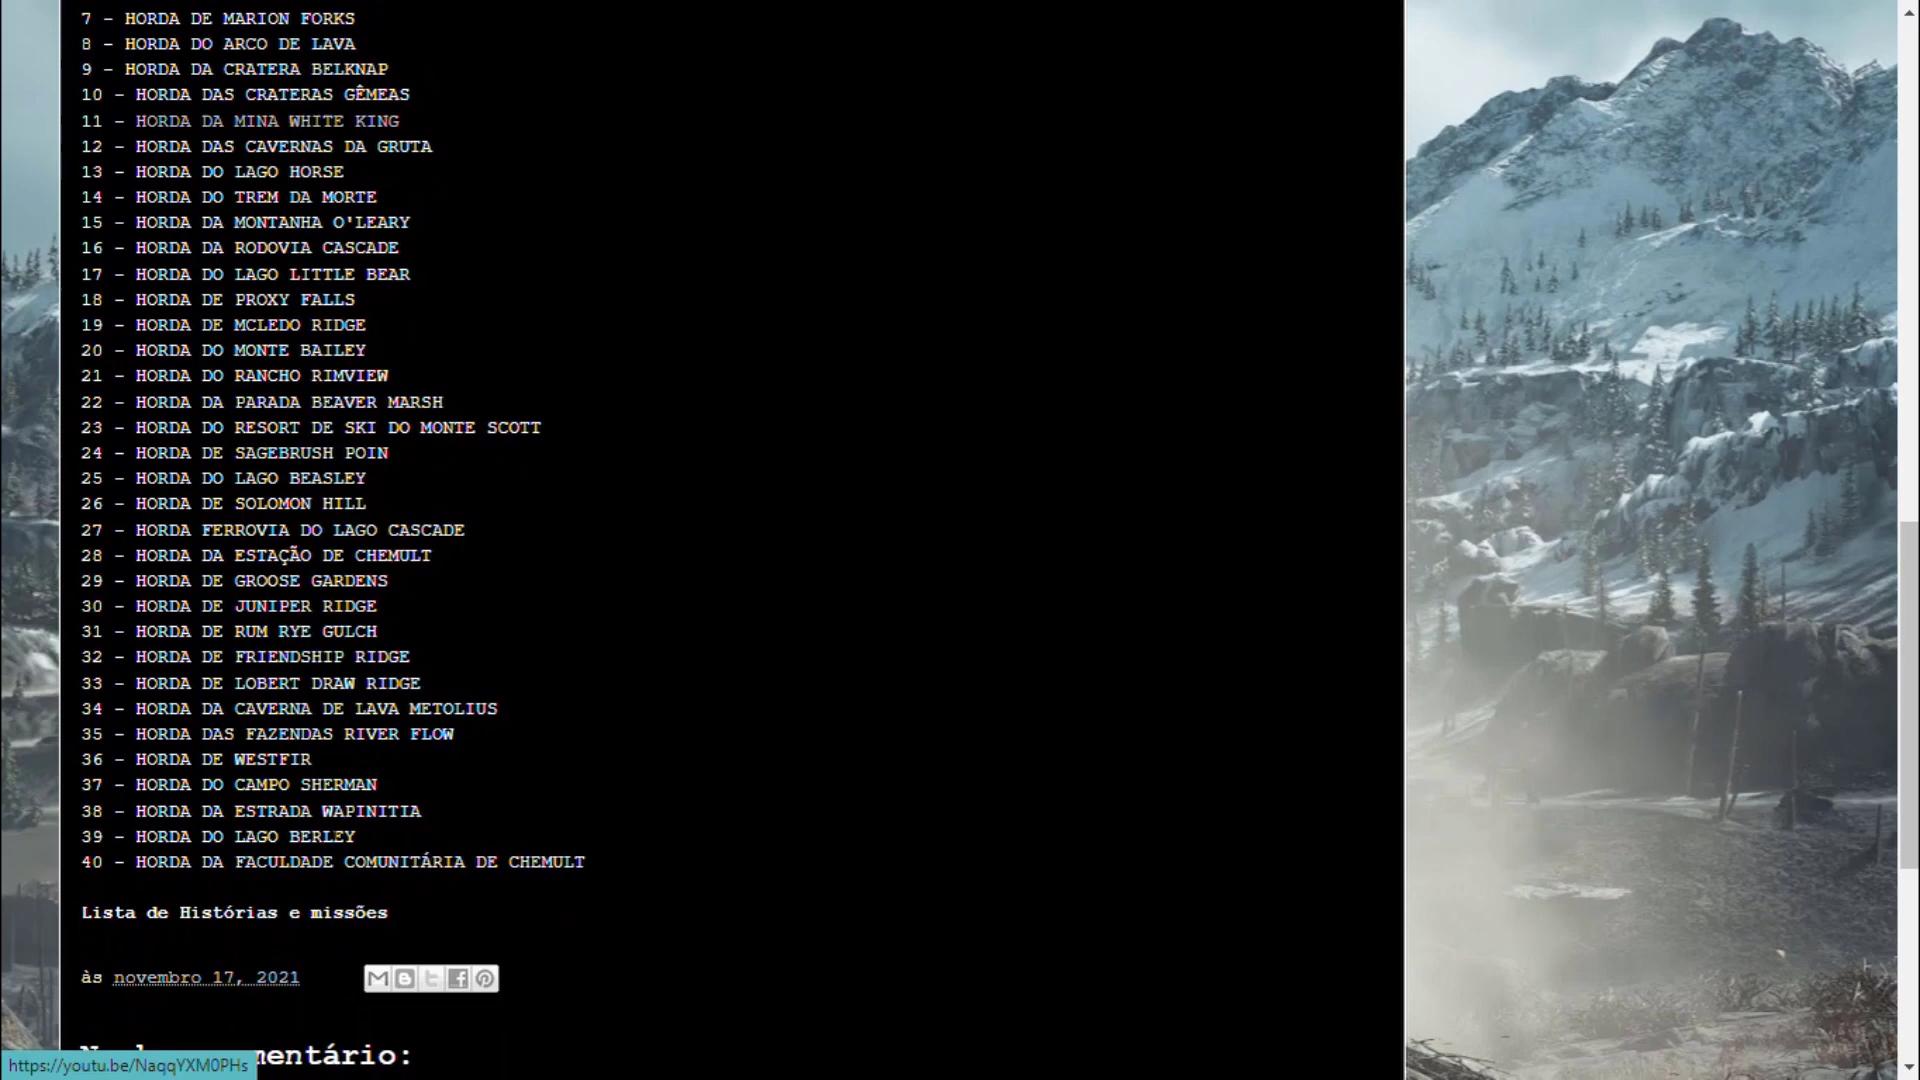 7 - HORDA DE MARION FORKS
8 - HORDA DO ARCO DE LAVA
9 - HORDA DA CRATERA BELKNAP
10 - HORDA DAS CRATERAS GÊMEAS
11 - HORDA DA MINA WHITE KING
12 - HORDA DAS CAVERNAS DA GRUTA
13 - HORDA DO LAGO HORSE
14 - HORDA DO TREM DA MORTE
15 - HORDA DA MONTANHA O'LEARY
16 - HORDA DA RODOVIA CASCADE
17 - HORDA DO LAGO LITTLE BEAR
18 - HORDA DE PROXY FALLS
19 - HORDA DE MCLEDO RIDGE
20 - HORDA DO MONTE BAILEY
21 - HORDA DO RANCHO RIMVIEW
22 - HORDA DA PARADA BEAVER MARSH
23 - HORDA DO RESORT DE SKI DO MONTE SCOTT
24 - HORDA DE SAGEBRUSH POIN
25 - HORDA DO LAGO BEASLEY
26 - HORDA DE SOLOMON HILL
27 - HORDA FERROVIA DO LAGO CASCADE
28 - HORDA DA ESTAÇÃO DE CHEMULT
29 - HORDA DE GROOSE GARDENS
30 - HORDA DE JUNIPER RIDGE
31 - HORDA DE RUM RYE GULCH
32 - HORDA DE FRIENDSHIP RIDGE
33 - HORDA DE LOBERT DRAW RIDGE
34 - HORDA DA CAVERNA DE LAVA METOLIUS
35 - HORDA DAS FAZENDAS RIVER FLOW
36 - HORDA DE WESTFIR
37 - HORDA DO CAMPO SHERMAN
38 - HORDA DA ESTRADA WAPINITIA
39 - HORDA DO LAGO BERLEY
40 - HORDA DA FACULDADE COMUNITÁRIA DE CHEMULT
Lista de Histórias e missões
às novembro 17, 2021
https://youtu.be/NaqqYXM0PHs